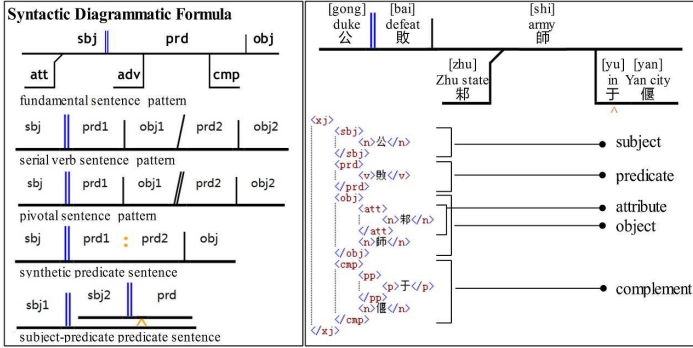 Syntactic Diagrammatic Formula
sbj prd obj
att adv cmp
fundamental sentence pattern
sbj prd1 obj1 prd2 obj2
serial verb sentence pattern
sbj prd1 obj1 prd2 obj2
pivotal sentence pattern
sbj prd1 : prd2 obj
synthetic predicate sentence
sbj1 sbj2 prd
subject-predicate predicate sentence
[gong] [bai] [shi]
duke defeat army
公 敗 師
[zhu] [yu] [yan]
Zhu state in Yan city
邾 于 偃
<xj>
<sbj>
<n>公</n>
</sbj>
<prd>
<v>敗</v>
</prd>
<obj>
<att>
<n>邾</n>
</att>
<n>師</n>
</obj>
<cmp>
<pp>
<p>于</p>
</pp>
<n>偃</n>
</cmp>
</xj>
subject
predicate
attribute
object
complement